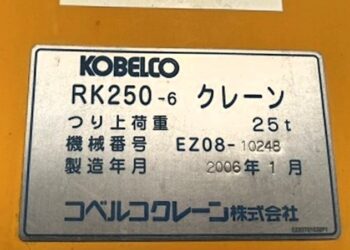 KOBELCO
RK250-6 クレーン
つり上荷重 25t
機械番号 EZ08-10248
製造年月 2006年1月
コベルコクレーン株式会社